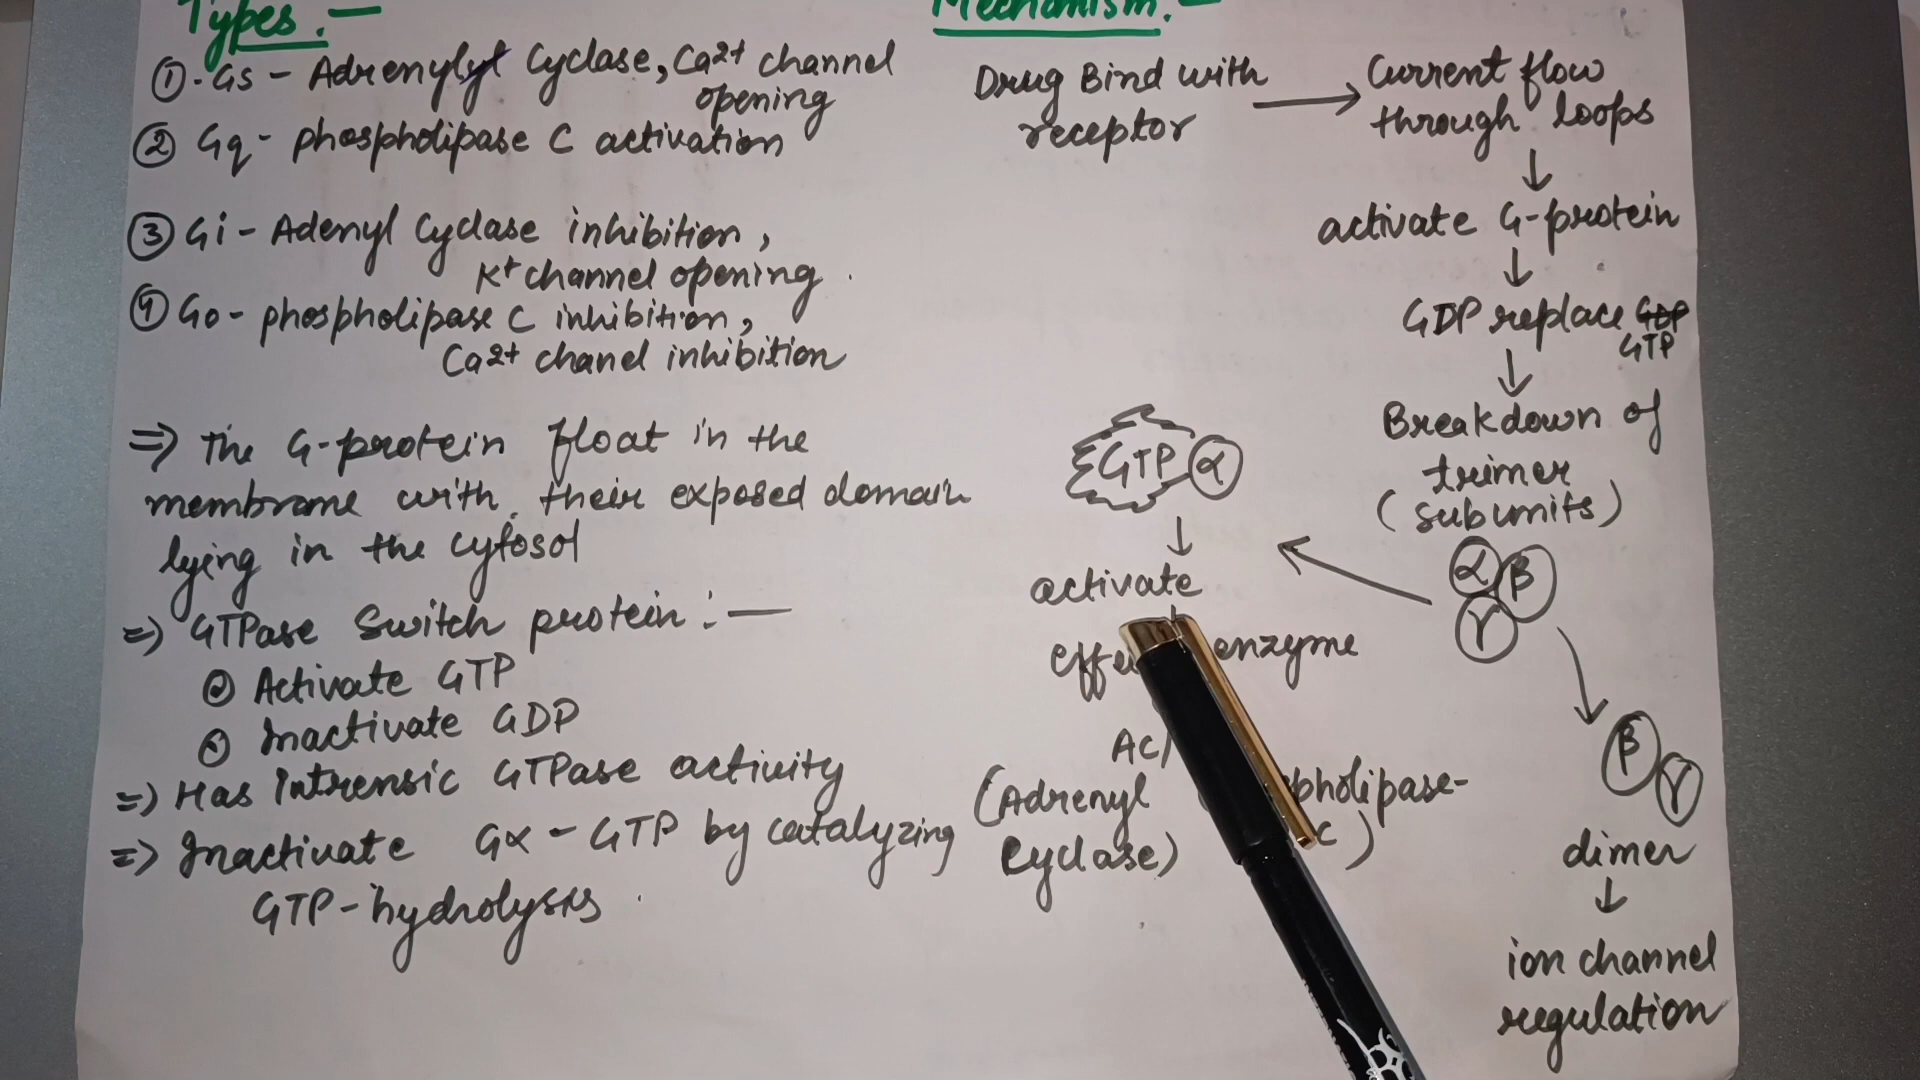 Types :-
① - Gs - Adrenylyl Cyclase, Ca2+ channel
opening
② Gq - phospholipase C activation
③ Gi - Adenyl Cyclase inhibition,
K+ channel opening.
④ Go - phospholipase C inhibition,
Ca2+ chanel inhibition
⇒ The G-protein float in the
membrane with their exposed domain
lying in the cytosol
⇒ GTPase Switch protein :—
Activate GTP
Inactivate GDP
⇒ Has Intrensic GTPase activity
⇒ Inactivate Gα - GTP by catalyzing
GTP-hydrolysis.
Mechanism:-
Drug Bind with
receptor
→ Current flow
through loops
↓
activate G-protein
↓
GDP replace GDP
GTP
↓
Breakdown of
trimer
(subunits)
α β
γ
GTP α
↓
activate
enzyme
AC/
(Adrenyl
Cyclase)
β
γ
dimer
↓
ion channel
regulation